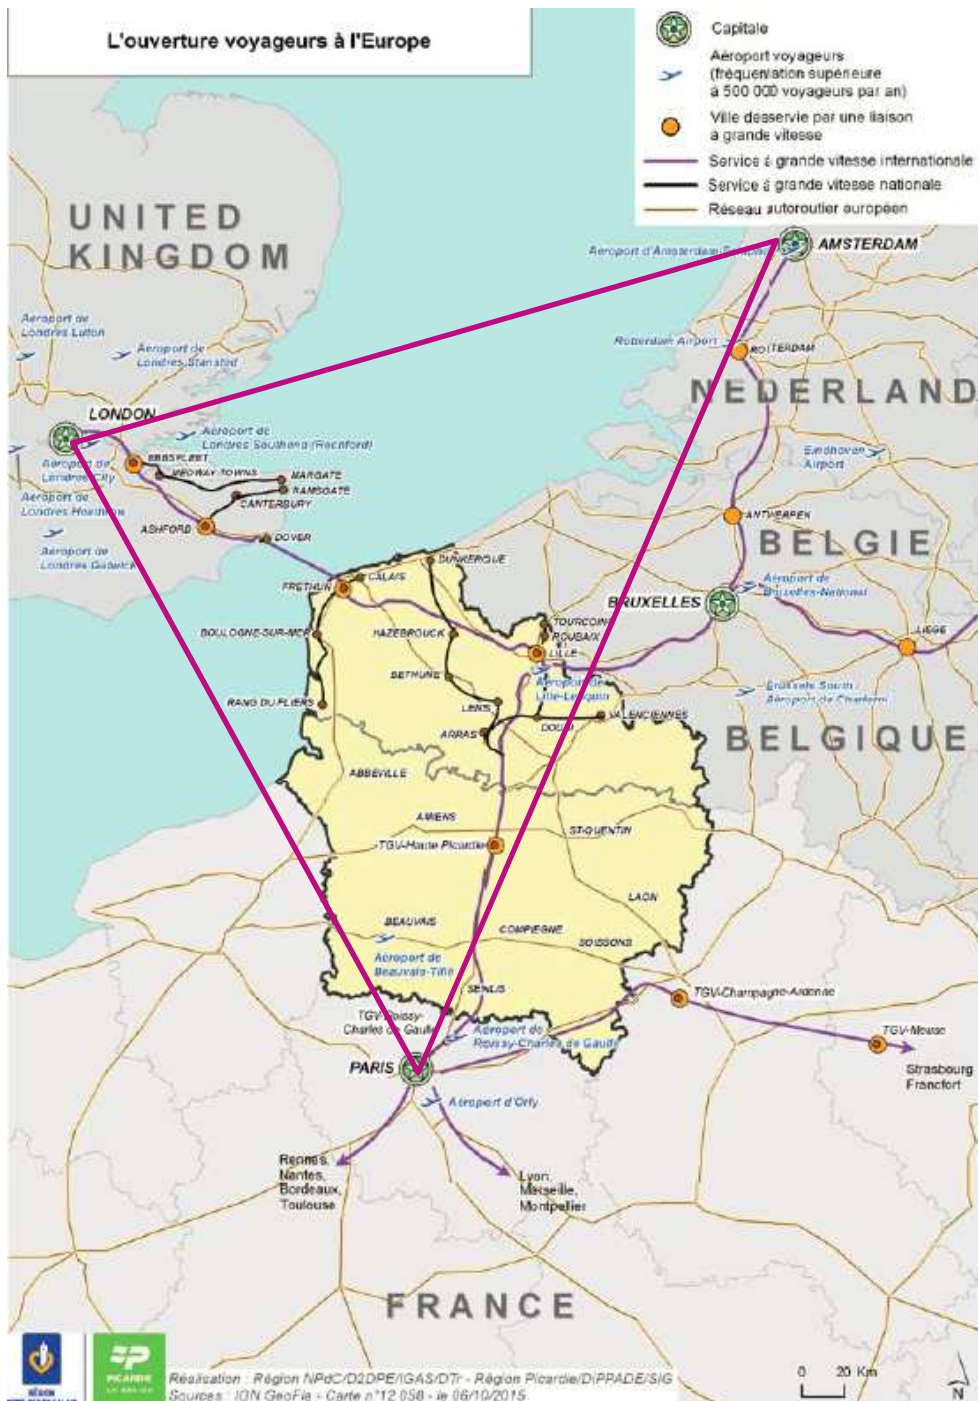 L'ouverture voyageurs à l'Europe
Capitale
Aéroport voyageurs
(fréquentation supérieure
à 500 000 voyageurs par an)
Ville desservie par une liaison
à grande vitesse
Service à grande vitesse internationale
Service à grande vitesse nationale
Réseau autoroutier européen
UNITED
KINGDOM
Aéroport d'Amsterdam-
AMSTERDAM
Aéroport de
Londres Luton
Aéroport de
Londres Stansted
Rotterdam Airport
ROTTERDAM
NEDERLAND
LONDON
Aéroport de
Londres Southend (Rochford)
EBBSFLEET
Aéroport de
Londres City
MEDWAY-TOWNS
MARGATE
RAMSGATE
Eindhoven
Airport
Aéroport de
Londres Heathrow
CANTERBURY
ASHFORD
DOVER
ANTWERPEN
BELGIE
Aéroport de
Londres Gatwick
DUNKERQUE
CALAIS
FRETHUN
BRUXELLES
Aéroport de
Bruxelles-National
BOULOGNE-SUR-MER
HAZEBROUCK
TOURCOING
ROUBAIX
LILLE
LIEGE
BETHUNE
Aéroport de
Lille-Lesquin
Brussels South
Aéroport de Charleroi
RANG DU FLIERS
LENS
DOUAI
VALENCIENNES
ARRAS
BELGIQUE
ABBEVILLE
AMIENS
ST-QUENTIN
TGV-Haute Picardie
LAON
BEAUVAIS
COMPIEGNE
SOISSONS
Aéroport de
Beauvais-Tillé
SENLIS
TGV-Champagne-Ardenne
TGV-Roissy-
Charles de Gaulle
Aéroport de
Roissy-Charles de Gaulle
TGV-Meuse
PARIS
Strasbourg
Francfort
Aéroport d'Orly
Rennes,
Nantes,
Bordeaux,
Toulouse
Lyon,
Marseille,
Montpellier
FRANCE
PICARDIE
LA REGION
RÉGION
Réalisation : Région NPdC/D2DPE/IGAS/DTr - Région Picardie/DIPPADE/SIG
Sources : IGN GeoFla - Carte n°12 058 - le 06/10/2015
0 20 Km
N